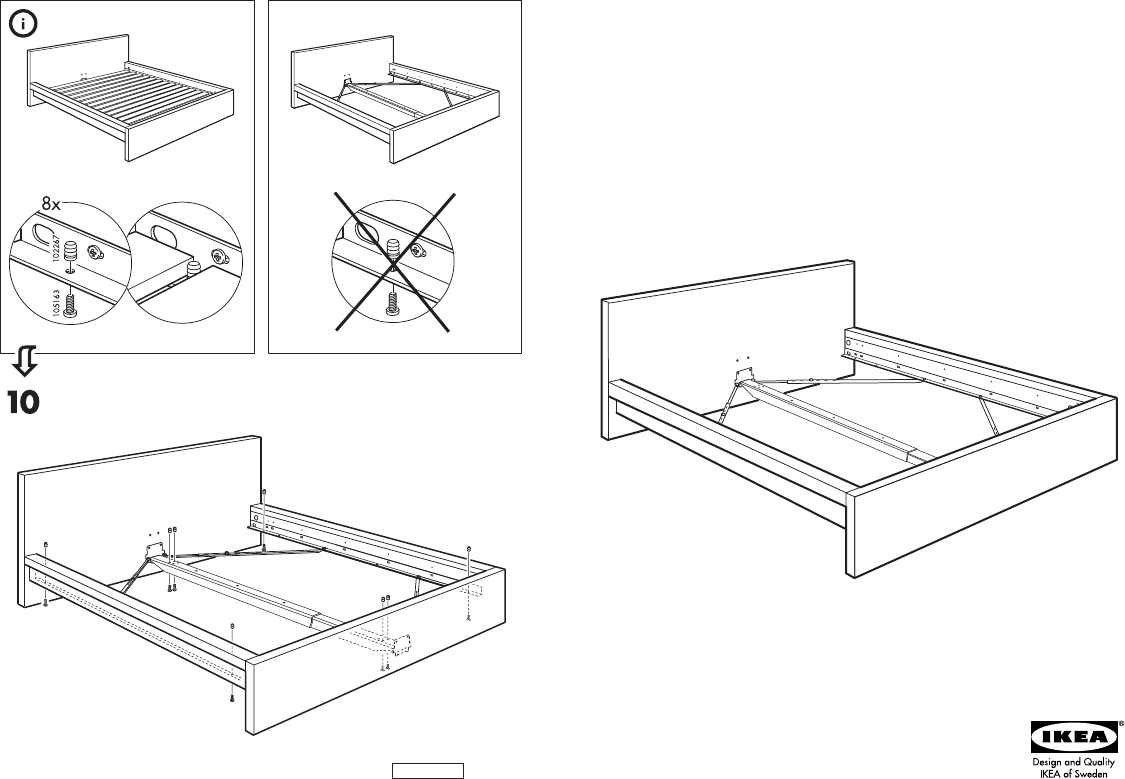 8x
102267
105163
10
IKEA®
Design and Quality
IKEA of Sweden